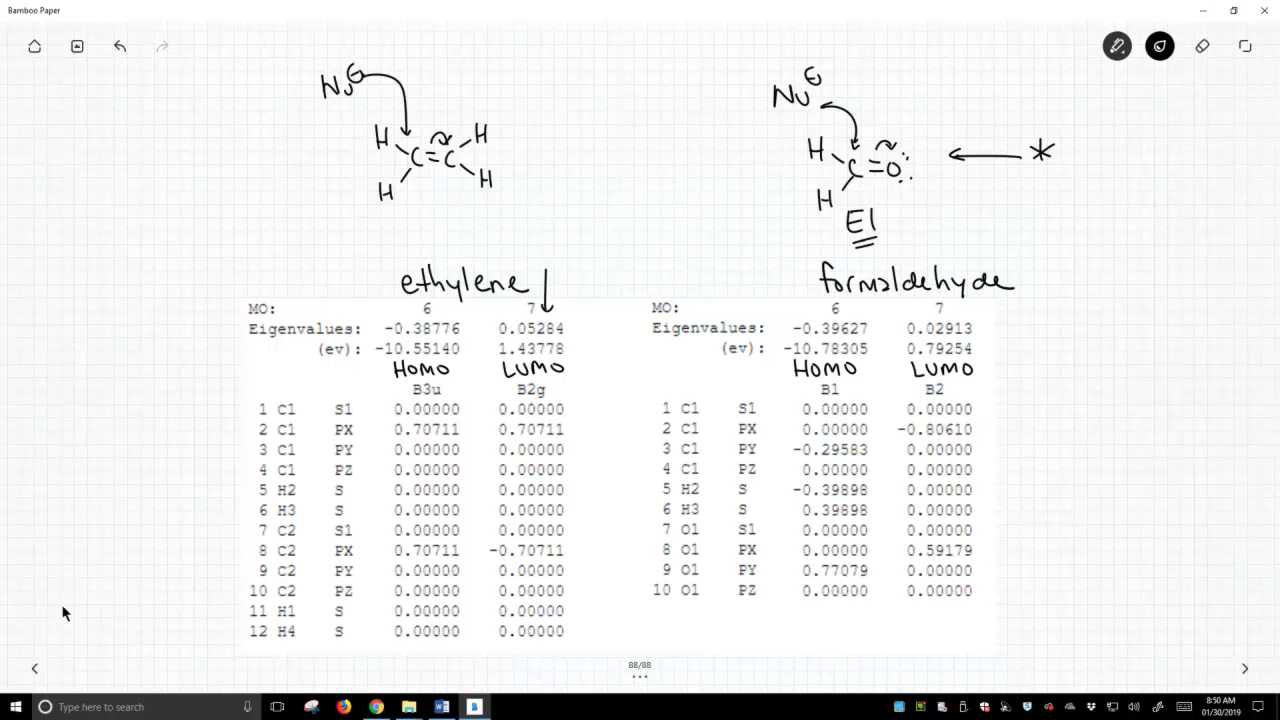 Bamboo Paper
Nu⊖
Nu⊖
H H
C=C
H H
H
C=O
H
*
El
ethylene ↓
formaldehyde
MO: 6 7
Eigenvalues: -0.38776 0.05284
(ev): -10.55140 1.43778
HOMO LUMO
B3u B2g
1 C1 S1 0.00000 0.00000
2 C1 PX 0.70711 0.70711
3 C1 PY 0.00000 0.00000
4 C1 PZ 0.00000 0.00000
5 H2 S 0.00000 0.00000
6 H3 S 0.00000 0.00000
7 C2 S1 0.00000 0.00000
8 C2 PX 0.70711 -0.70711
9 C2 PY 0.00000 0.00000
10 C2 PZ 0.00000 0.00000
11 H1 S 0.00000 0.00000
12 H4 S 0.00000 0.00000
MO: 6 7
Eigenvalues: -0.39627 0.02913
(ev): -10.78305 0.79254
HOMO LUMO
B1 B2
1 C1 S1 0.00000 0.00000
2 C1 PX 0.00000 -0.80610
3 C1 PY -0.29583 0.00000
4 C1 PZ 0.00000 0.00000
5 H2 S -0.39898 0.00000
6 H3 S 0.39898 0.00000
7 O1 S1 0.00000 0.00000
8 O1 PX 0.00000 0.59179
9 O1 PY 0.77079 0.00000
10 O1 PZ 0.00000 0.00000
88/88
Type here to search
8:50 AM
01/30/2019